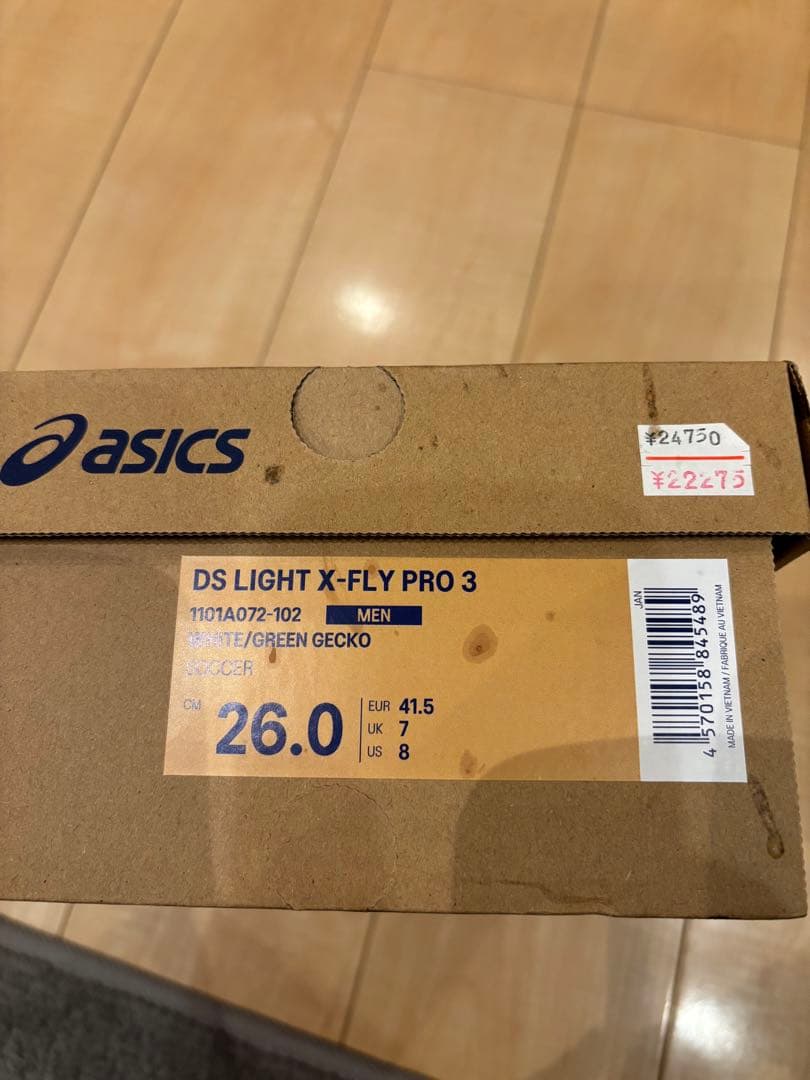 asics
¥24750
¥22275
DS LIGHT X-FLY PRO 3
1101A072-102 MEN
WHITE/GREEN GECKO
SOCCER
CM 26.0
EUR 41.5
UK 7
US 8
JAN
4 570158 845489
MADE IN VIETNAM / FABRIQUE AU VIETNAM